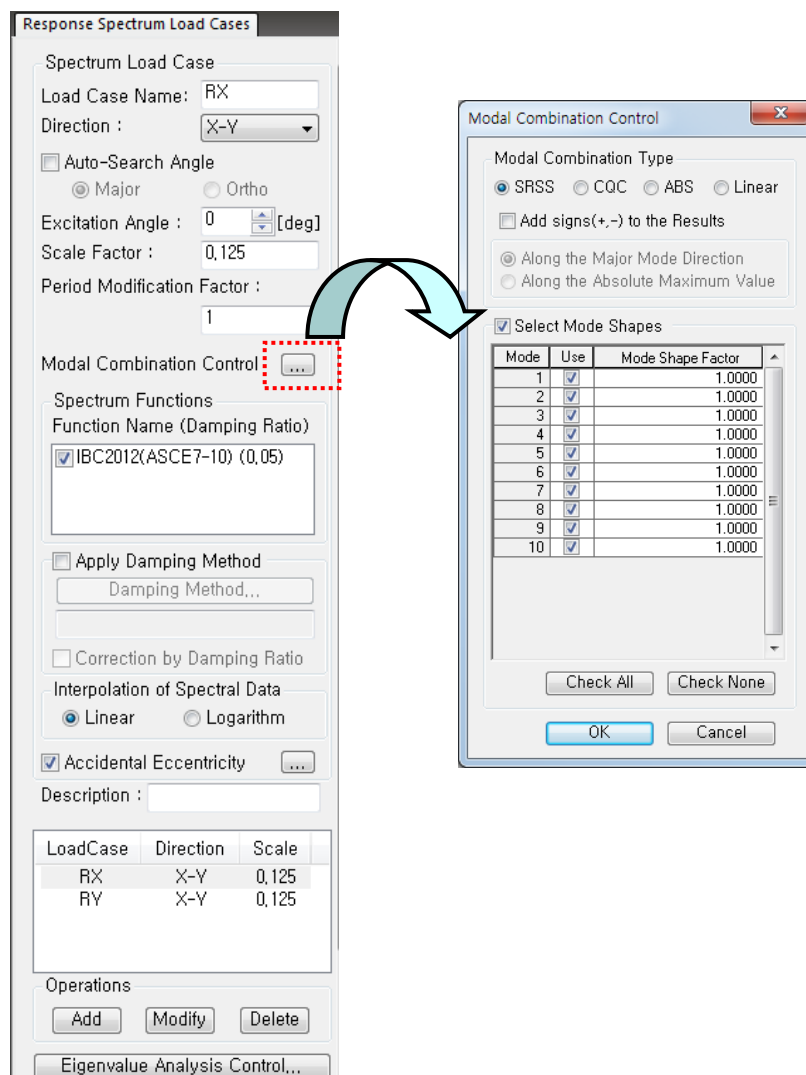 Response Spectrum Load Cases
Spectrum Load Case
Load Case Name: RX
Direction : X-Y
Auto-Search Angle
Major Ortho
Excitation Angle : 0 [deg]
Scale Factor : 0,125
Period Modification Factor :
1
Modal Combination Control ...
Spectrum Functions
Function Name (Damping Ratio)
IBC2012(ASCE7-10) (0,05)
Apply Damping Method
Damping Method,,,
Correction by Damping Ratio
Interpolation of Spectral Data
Linear Logarithm
Accidental Eccentricity ...
Description :
LoadCase Direction Scale
RX X-Y 0,125
RY X-Y 0,125
Operations
Add Modify Delete
Eigenvalue Analysis Control,,,
Modal Combination Control
Modal Combination Type
SRSS CQC ABS Linear
Add signs(+,-) to the Results
Along the Major Mode Direction
Along the Absolute Maximum Value
Select Mode Shapes
Mode Use Mode Shape Factor
1 1.0000
2 1.0000
3 1.0000
4 1.0000
5 1.0000
6 1.0000
7 1.0000
8 1.0000
9 1.0000
10 1.0000
Check All Check None
OK Cancel